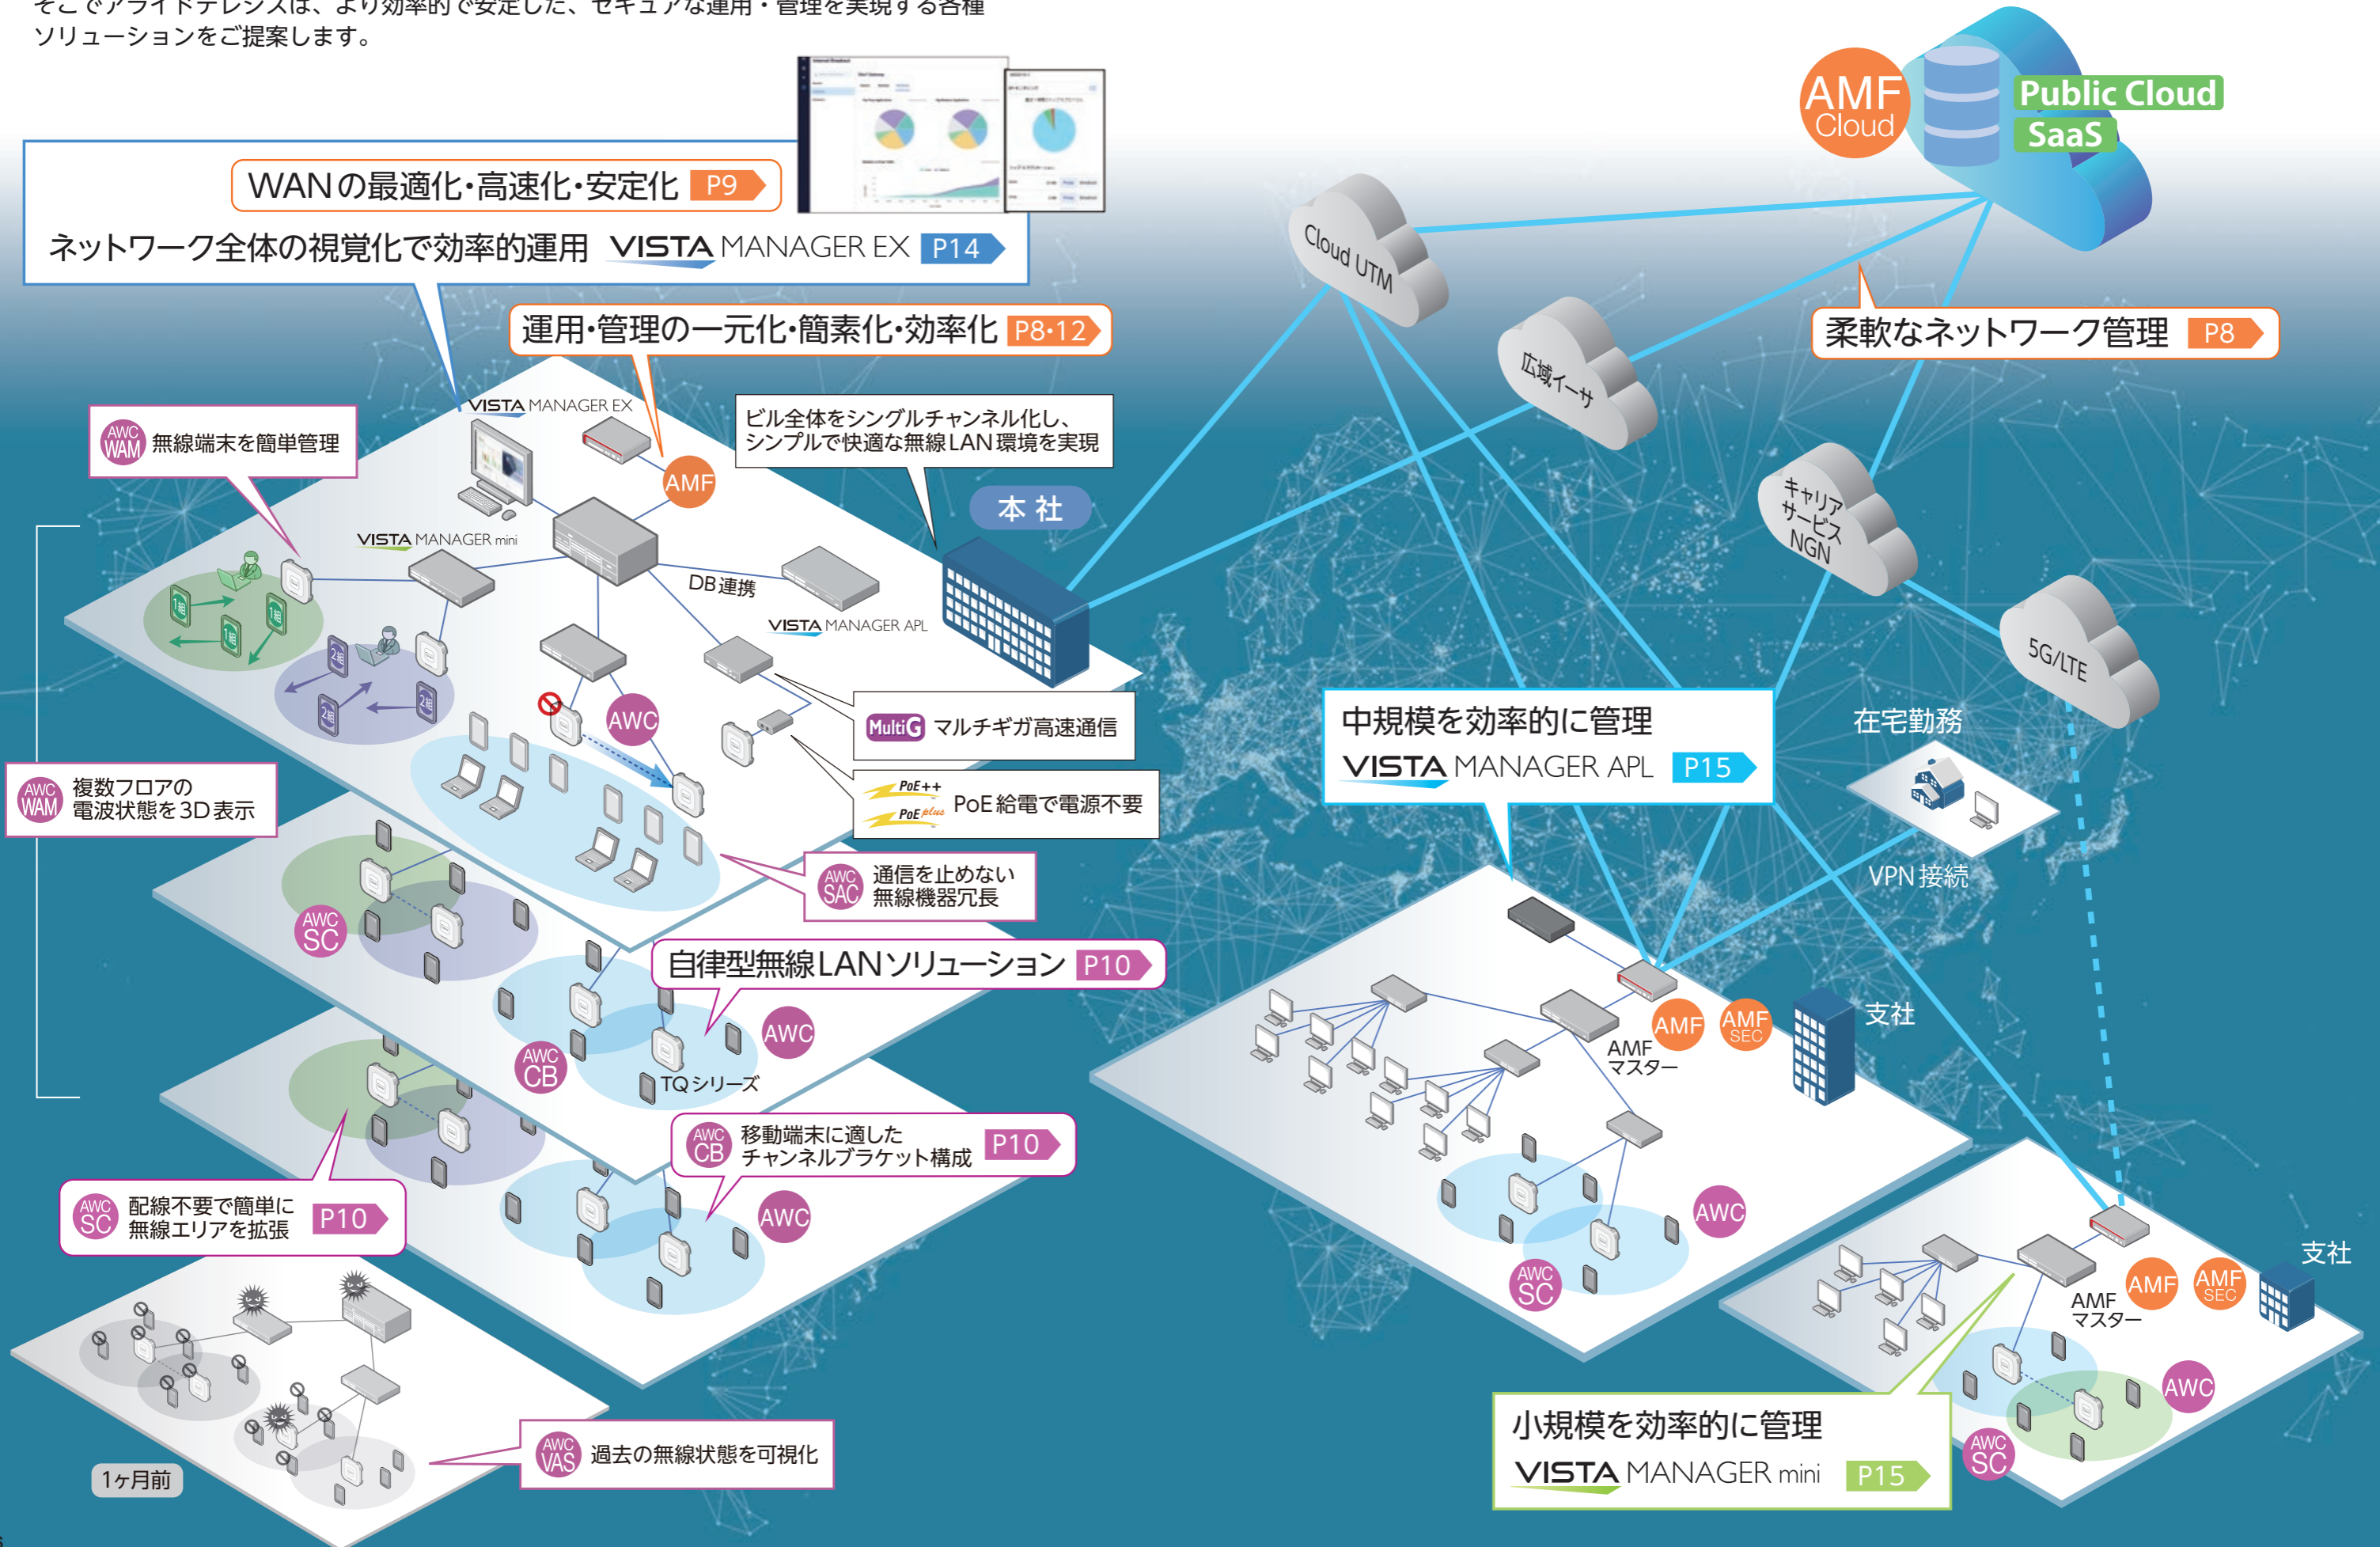 そこでアライドテレシスは、より効率的で安定した、セキュアな運用・管理を実現する各種
ソリューションをご提案します。
WANの最適化・高速化・安定化 P9
ネットワーク全体の視覚化で効率的運用 VISTA MANAGER EX P14
運用・管理の一元化・簡素化・効率化 P8・12
AMF
Cloud
Public Cloud
SaaS
Cloud UTM
広域イーサ
柔軟なネットワーク管理 P8
キャリア
サービス
NGN
5G/LTE
VISTA MANAGER EX
AMF
AWC
WAM
無線端末を簡単管理
ビル全体をシングルチャンネル化し、
シンプルで快適な無線LAN環境を実現
本社
VISTA MANAGER mini
DB連携
VISTA MANAGER APL
1番
1番
1番
2番
2番
2番
AWC
MultiG マルチギガ高速通信
PoE++
PoE plus
PoE給電で電源不要
AWC
WAM
複数フロアの
電波状態を3D表示
AWC
SAC
通信を止めない
無線機器冗長
AWC
SC
自律型無線LANソリューション P10
AWC
AWC
CB
TQシリーズ
AWC
CB
移動端末に適した
チャンネルブラケット構成 P10
AWC
AWC
SC
配線不要で簡単に
無線エリアを拡張 P10
AWC
VAS
過去の無線状態を可視化
1ヶ月前
中規模を効率的に管理
VISTA MANAGER APL P15
在宅勤務
VPN接続
AMF
AMF
SEC
AMF
マスター
支社
AWC
AWC
SC
AMF
AMF
SEC
AMF
マスター
支社
AWC
AWC
SC
小規模を効率的に管理
VISTA MANAGER mini P15